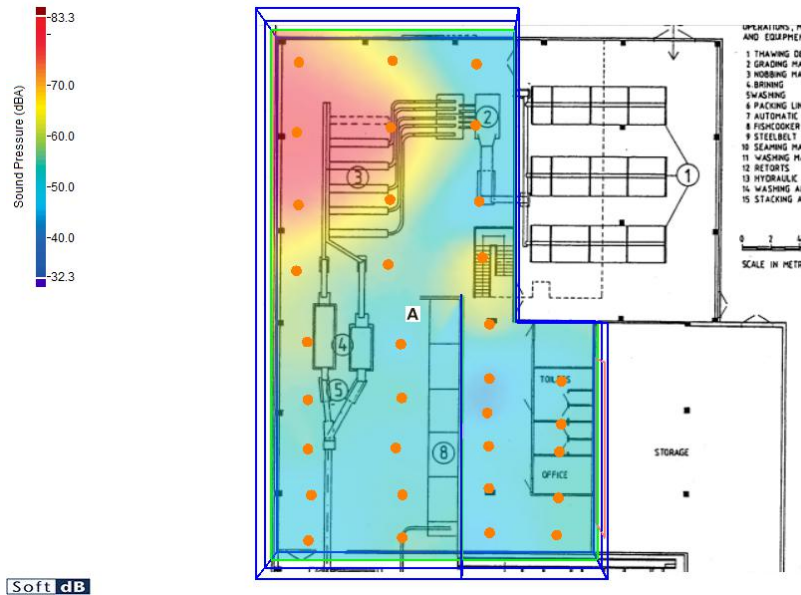 83.3
70.0
60.0
50.0
40.0
32.3
Sound Pressure (dBA)
OPERATIONS,
AND EQUIPME
1 THAWING
2 GRADING MA
3 NOBBING MA
4 BRINING
5 WASHING
6 PACKING LIN
7 AUTOMATIC
8 FISHCOOKER
9 STEELBELT
10 SEAMING MA
11 WASHING MA
12 RETORTS
13 HYDRAULIC
14 WASHING A
15 STACKING A
0 2 4
SCALE IN METR
1
2
3
A
4
5
8
TOILETS
OFFICE
STORAGE
Soft dB